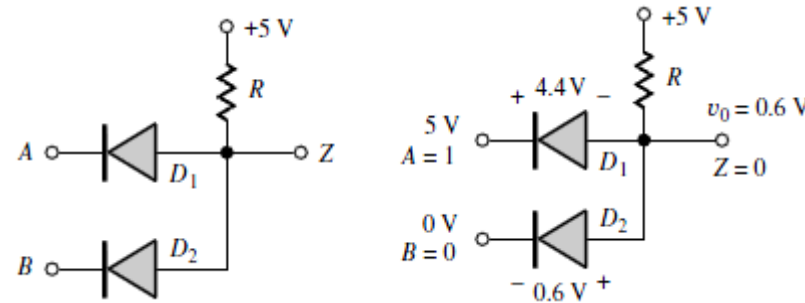 +5 V
R
A
D1
Z
B
D2
+5 V
R
+ 4.4 V −
5 V
A = 1
D1
v0 = 0.6 V
Z = 0
0 V
B = 0
D2
− 0.6 V +